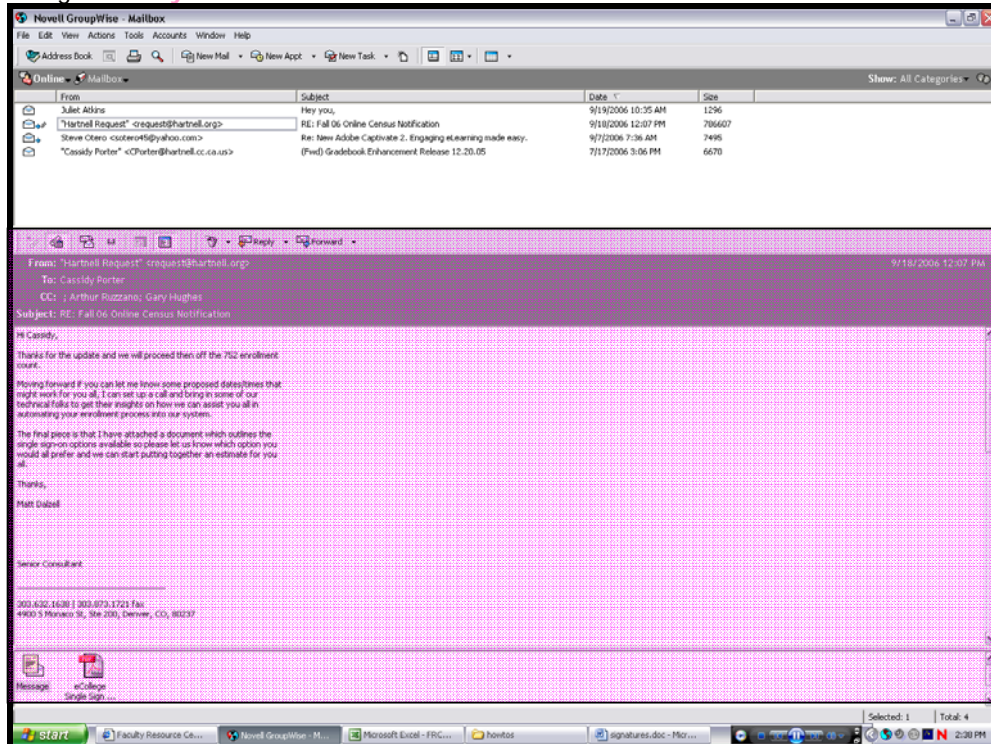 Novell GroupWise - Mailbox
File Edit View Actions Tools Accounts Window Help
Address Book New Mail New Appt New Task
Online Mailbox Show: All Categories
From Subject Date Size
Juliet Atkins Hey you, 9/19/2006 10:35 AM 1296
"Hartnell Request" <request@hartnell.org> RE: Fall 06 Online Census Notification 9/18/2006 12:07 PM 786607
Steve Otero <sotero45@yahoo.com> Re: New Adobe Captivate 2. Engaging eLearning made easy. 9/7/2006 7:36 AM 7495
"Cassidy Porter" <CPorter@hartnell.cc.ca.us> (Fwd) Gradebook Enhancement Release 12.20.05 7/17/2006 3:06 PM 6670
Reply Forward
From: "Hartnell Request" <request@hartnell.org> 9/18/2006 12:07 PM
To: Cassidy Porter
CC: ; Arthur Ruzzano; Gary Hughes
Subject: RE: Fall 06 Online Census Notification
Hi Cassidy,
Thanks for the update and we will proceed then off the 752 enrollment
count.
Moving forward if you can let me know some proposed dates/times that
might work for you all, I can set up a call and bring in some of our
technical folks to get their insights on how we can assist you all in
automating your enrollment process into our system.
The final piece is that I have attached a document which outlines the
single sign-on options available so please let us know which option you
would all prefer and we can start putting together an estimate for you
all.
Thanks,
Matt Dalzell
Senior Consultant
303.632.1638 | 303.873.1721 fax
4900 S Monaco St, Ste 200, Denver, CO, 80237
Message eCollege
Single Sign ...
Selected: 1 Total: 4
start Faculty Resource Ce... Novell GroupWise - M... Microsoft Excel - FRC... howtos signatures.doc - Micr... 2:38 PM